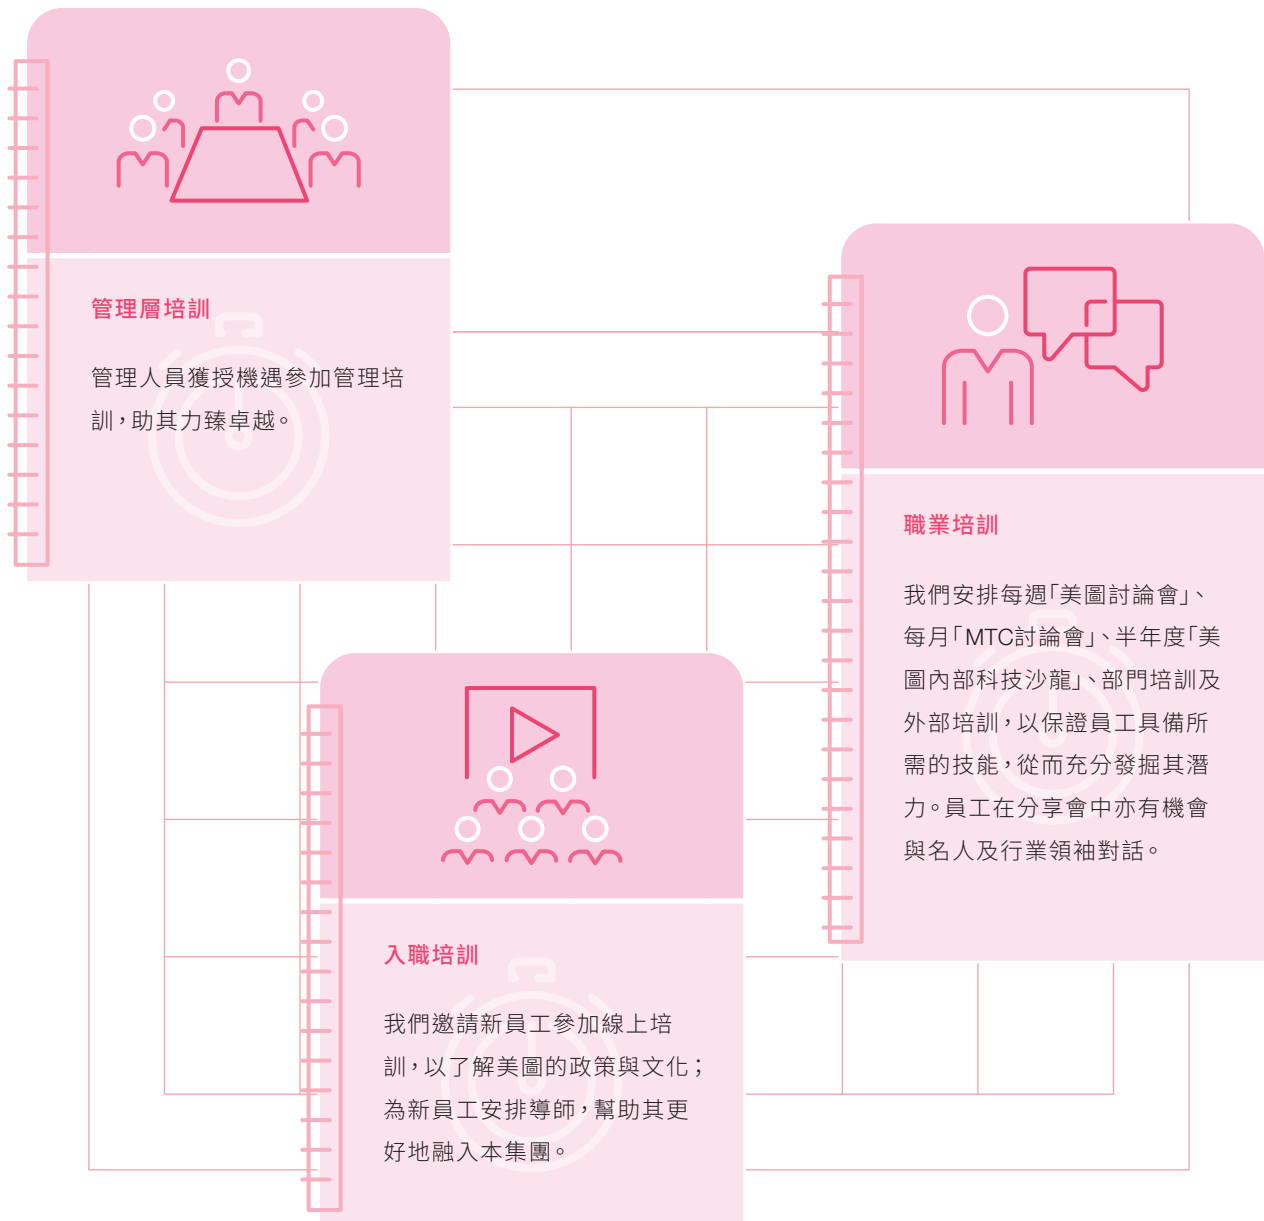 管理層培訓
管理人員獲授機遇參加管理培
訓，助其力臻卓越。
職業培訓
我們安排每週「美圖討論會」、
每月「MTC討論會」、半年度「美
圖內部科技沙龍」、部門培訓及
外部培訓，以保證員工具備所
需的技能，從而充分發掘其潛
力。員工在分享會中亦有機會
與名人及行業領袖對話。
入職培訓
我們邀請新員工參加線上培
訓，以了解美圖的政策與文化；
為新員工安排導師，幫助其更
好地融入本集團。